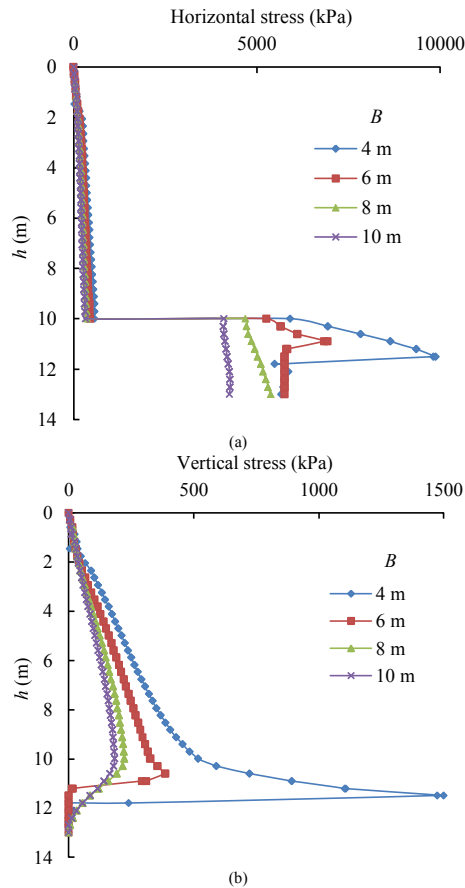 Horizontal stress (kPa)
0 5000 10000
0
2
4
6
8
10
12
14
h (m)
B
4 m
6 m
8 m
10 m
(a)
Vertical stress (kPa)
0 500 1000 1500
0
2
4
6
8
10
12
14
h (m)
B
4 m
6 m
8 m
10 m
(b)